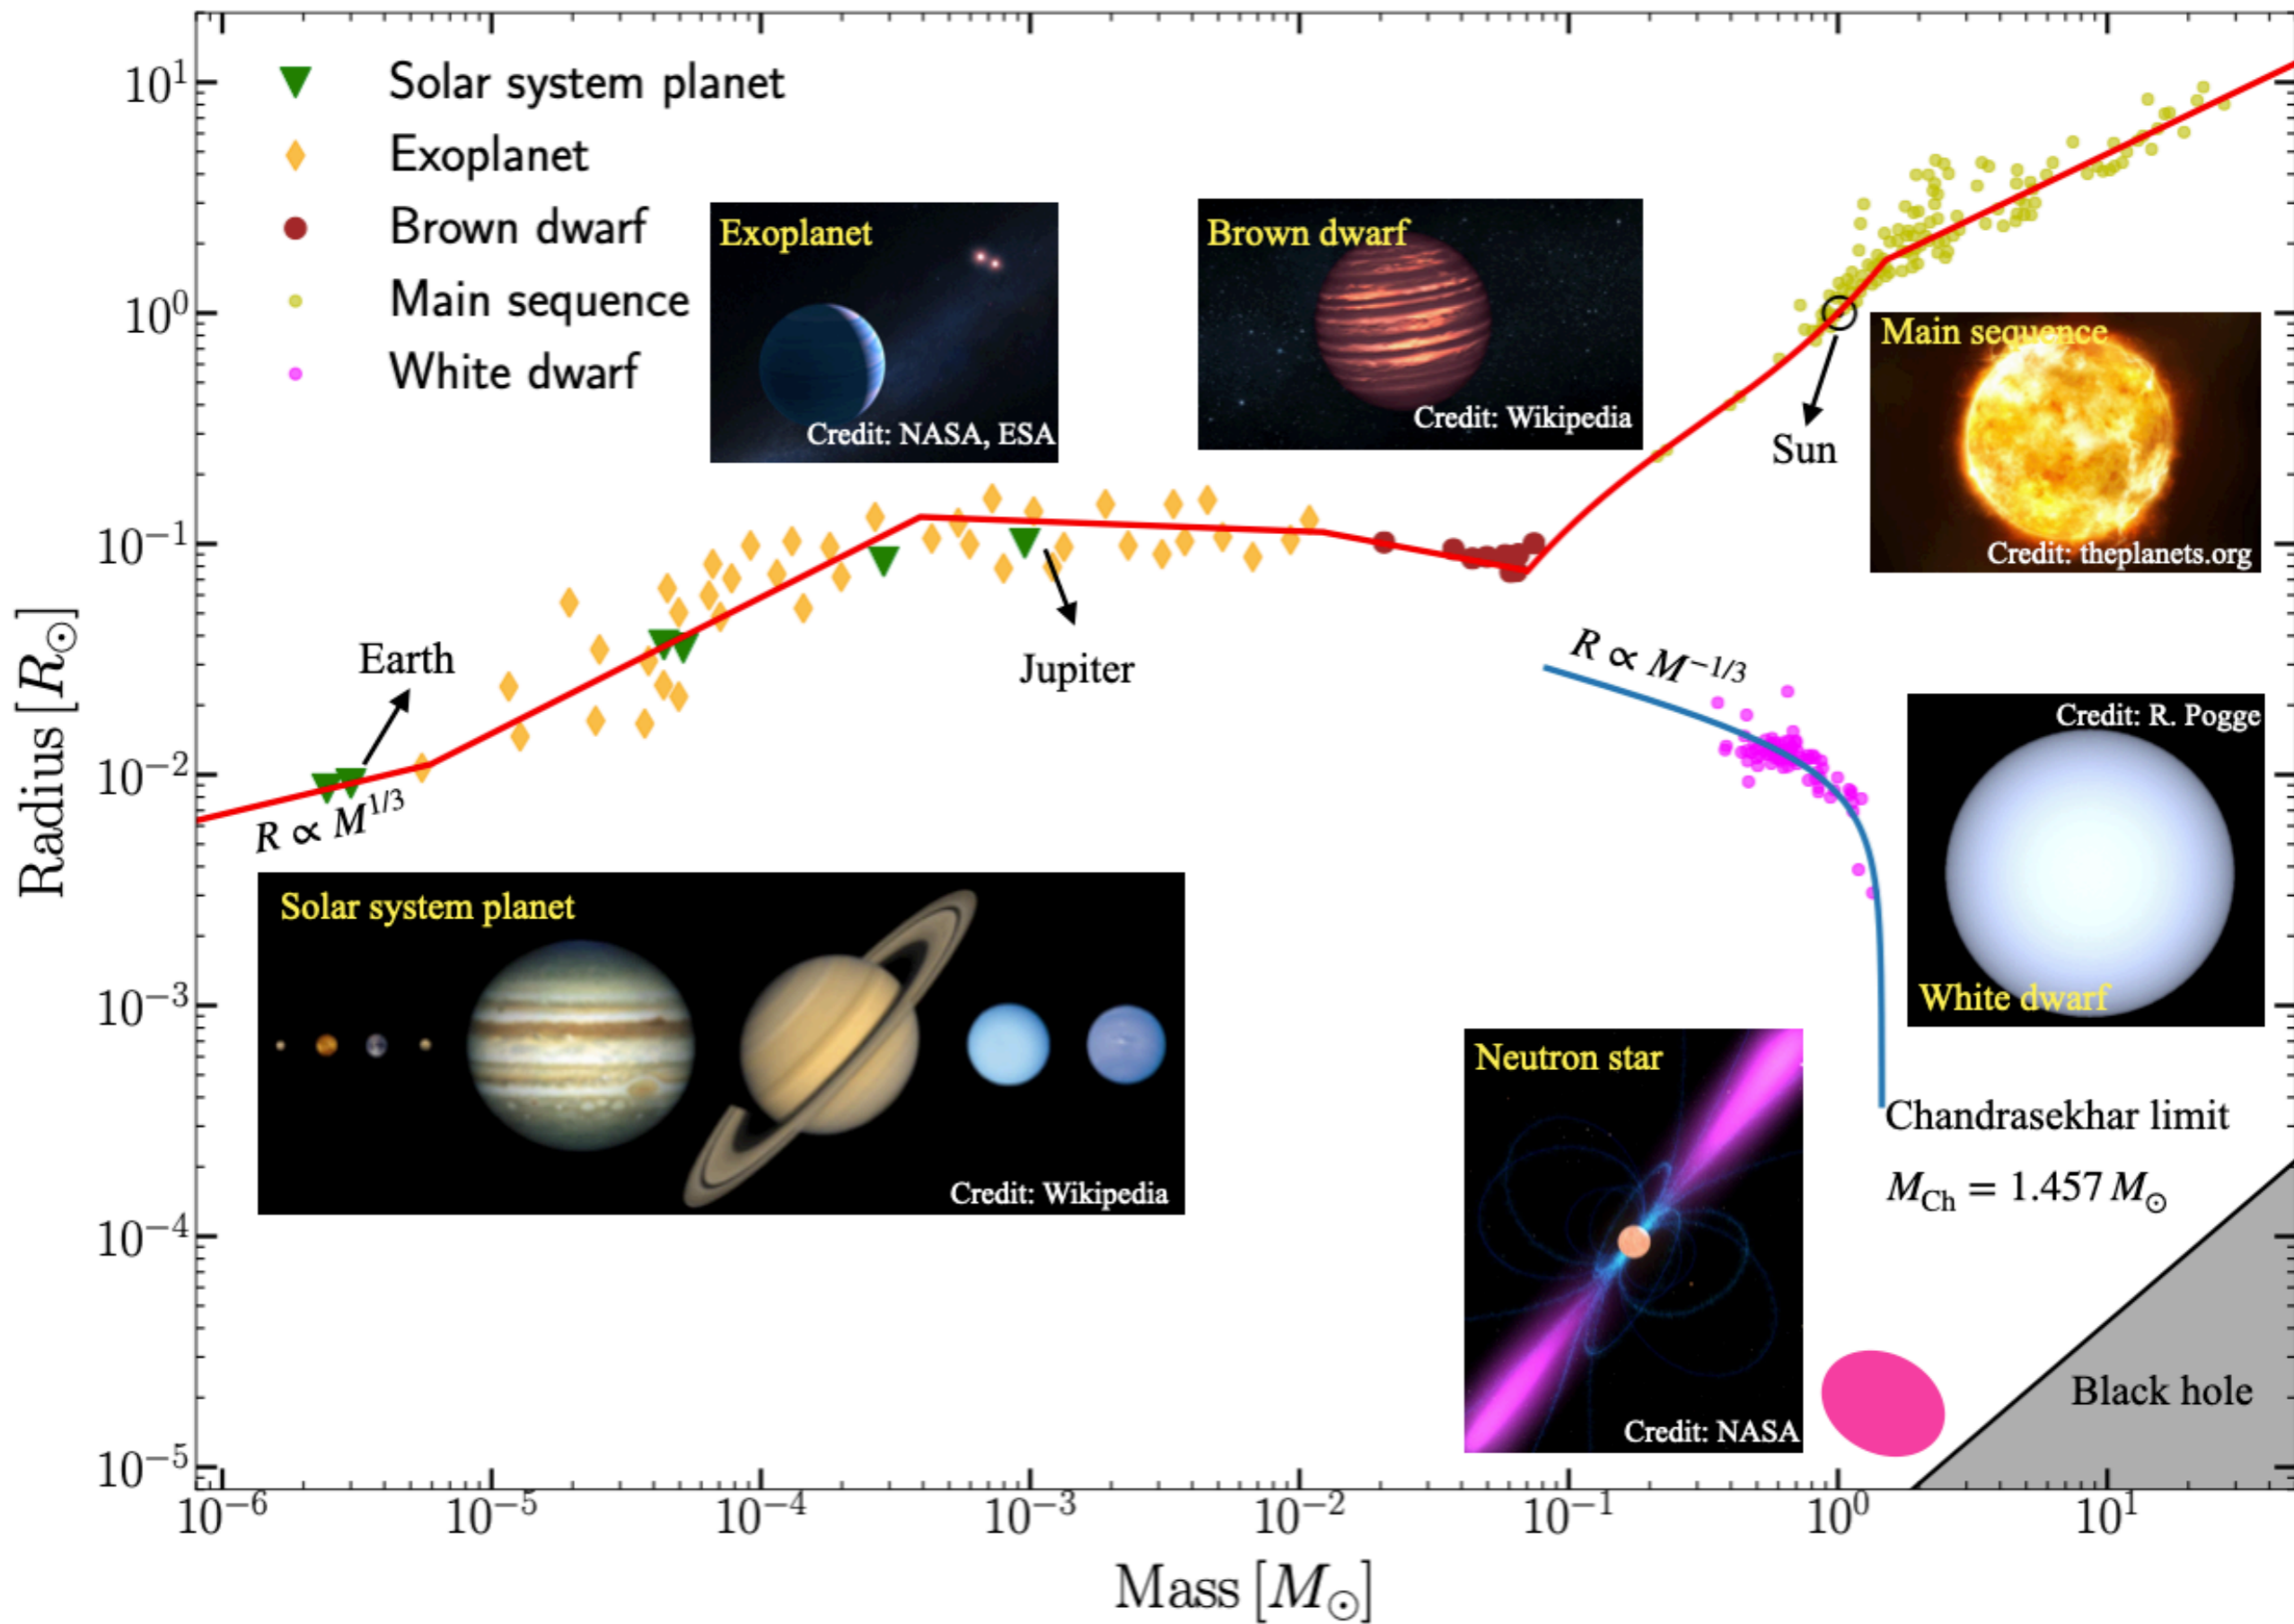 Solar system planet
Exoplanet
Brown dwarf
Main sequence
White dwarf
Exoplanet
Credit: NASA, ESA
Brown dwarf
Credit: Wikipedia
Main sequence
Credit: theplanets.org
Sun
Earth
Jupiter
R ∝ M^{1/3}
R ∝ M^{−1/3}
Credit: R. Pogge
White dwarf
Solar system planet
Credit: Wikipedia
Neutron star
Credit: NASA
Chandrasekhar limit
M_{Ch} = 1.457 M_⊙
Black hole
Radius [R_⊙]
10^1
10^0
10^{−1}
10^{−2}
10^{−3}
10^{−4}
10^{−5}
10^{−6} 10^{−5} 10^{−4} 10^{−3} 10^{−2} 10^{−1} 10^0 10^1
Mass [M_⊙]